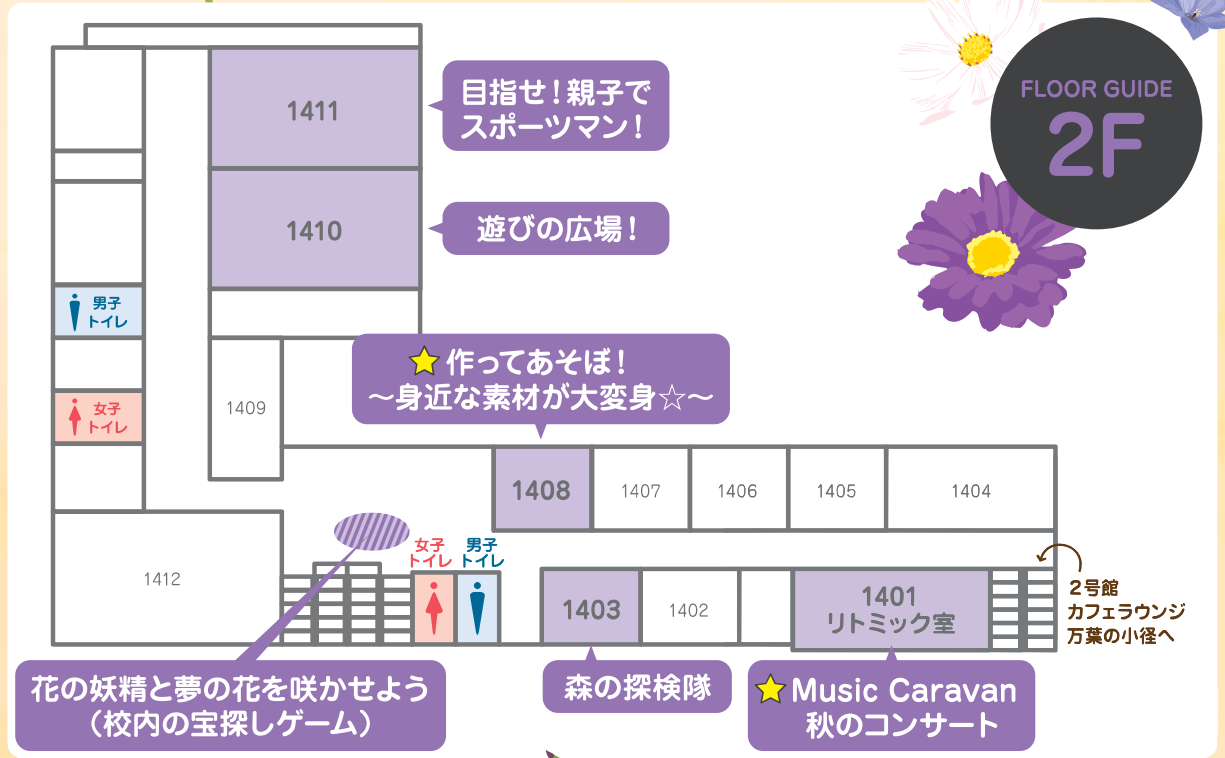 FLOOR GUIDE
2F
1411
目指せ！親子で
スポーツマン！
1410
遊びの広場！
男子
トイレ
女子
トイレ
1409
★作ってあそぼ！
～身近な素材が大変身☆～
1408
1407
1406
1405
1404
1412
女子
トイレ
男子
トイレ
1403
1402
1401
リトミック室
2号館
カフェラウンジ
万葉の小径へ
花の妖精と夢の花を咲かせよう
（校内の宝探しゲーム）
森の探検隊
★Music Caravan
秋のコンサート